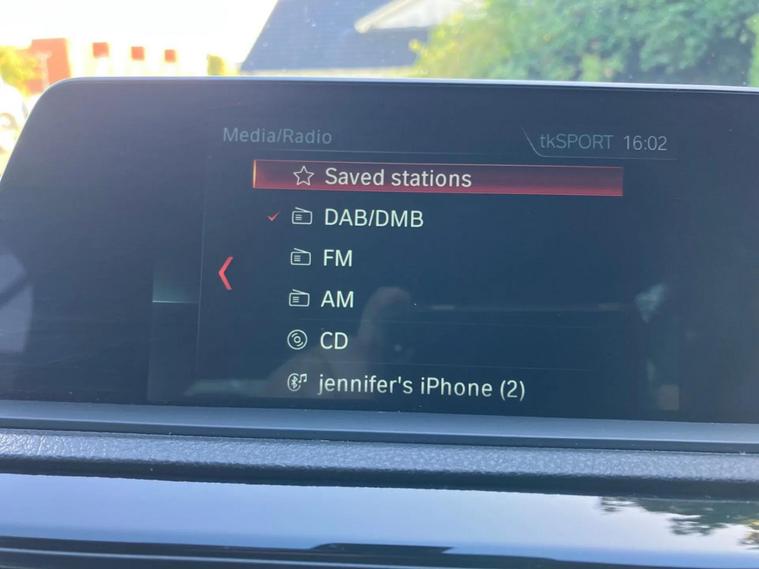 Media/Radio
tkSPORT 16:02
Saved stations
DAB/DMB
FM
AM
CD
jennifer's iPhone (2)